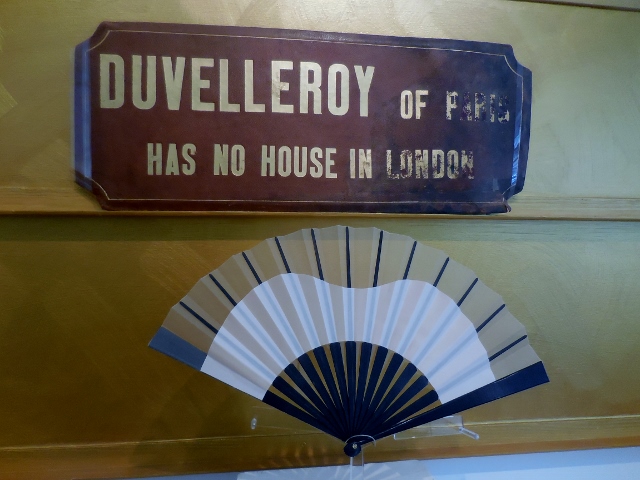 DUVELLEROY OF PARIS
HAS NO HOUSE IN LONDON